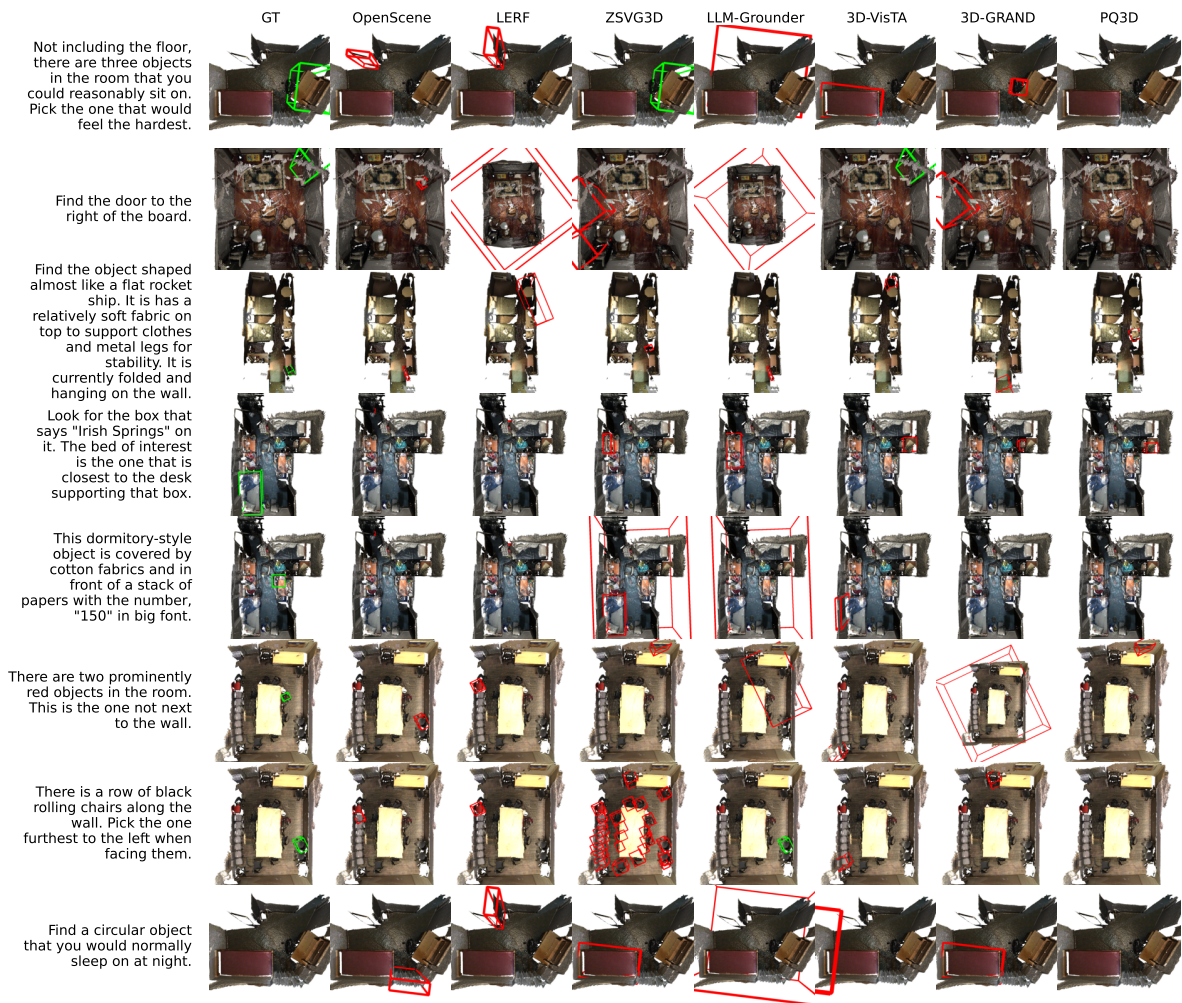 GT OpenScene LERF ZSVG3D LLM-Grounder 3D-VisTA 3D-GRAND PQ3D
Not including the floor,
there are three objects
in the room that you
could reasonably sit on.
Pick the one that would
feel the hardest.
Find the door to the
right of the board.
Find the object shaped
almost like a flat rocket
ship. It is has a
relatively soft fabric on
top to support clothes
and metal legs for
stability. It is
currently folded and
hanging on the wall.
Look for the box that
says "Irish Springs" on
it. The bed of interest
is the one that is
closest to the desk
supporting that box.
This dormitory-style
object is covered by
cotton fabrics and in
front of a stack of
papers with the number,
"150" in big font.
There are two prominently
red objects in the room.
This is the one not next
to the wall.
There is a row of black
rolling chairs along the
wall. Pick the one
furthest to the left when
facing them.
Find a circular object
that you would normally
sleep on at night.